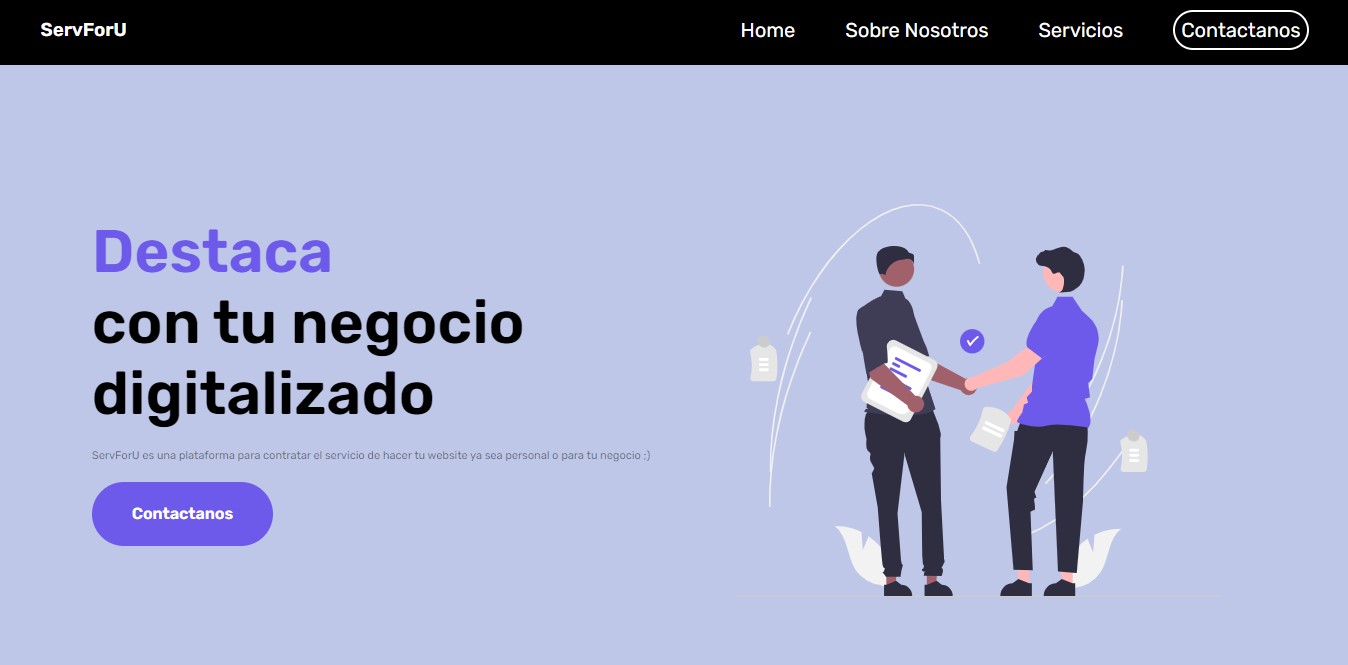 ServForU
Home
Sobre Nosotros
Servicios
Contactanos
Destaca
con tu negocio
digitalizado
ServForU es una plataforma para contratar el servicio de hacer tu website ya sea personal o para tu negocio ;)
Contactanos